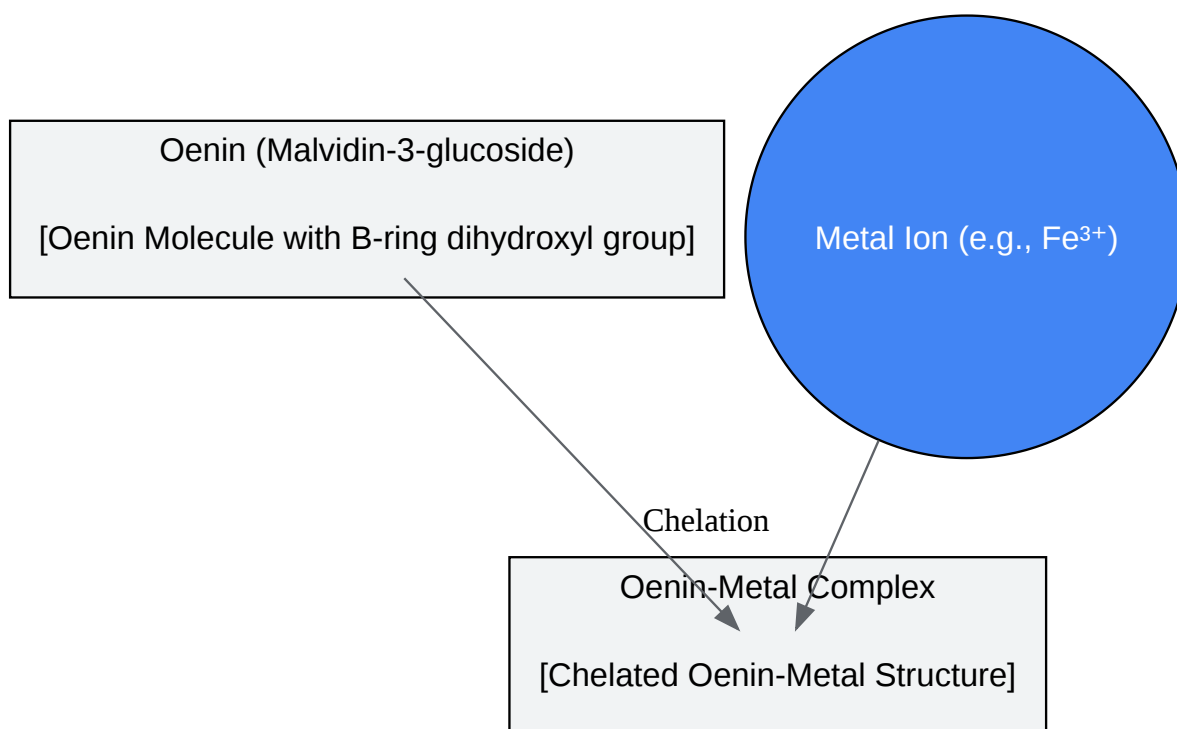 Oenin (Malvidin-3-glucoside)
[Oenin Molecule with B-ring dihydroxyl group]
Metal Ion (e.g., Fe³⁺)
Chelation
Oenin-Metal Complex
[Chelated Oenin-Metal Structure]